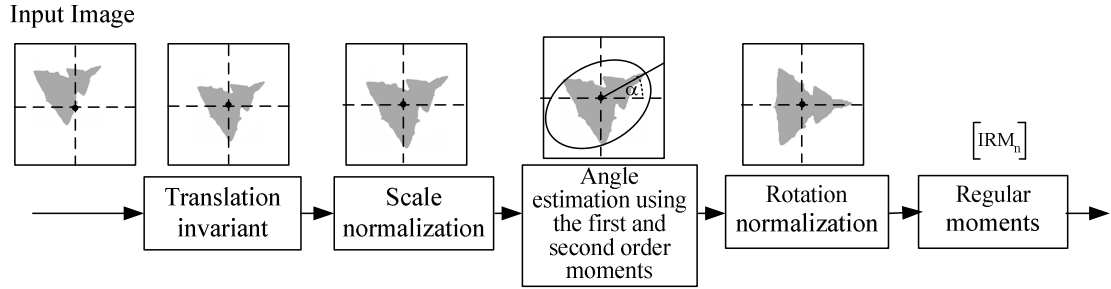 Input Image
α
[IRMn]
Translation
invariant
Scale
normalization
Angle
estimation using
the first and
second order
moments
Rotation
normalization
Regular
moments